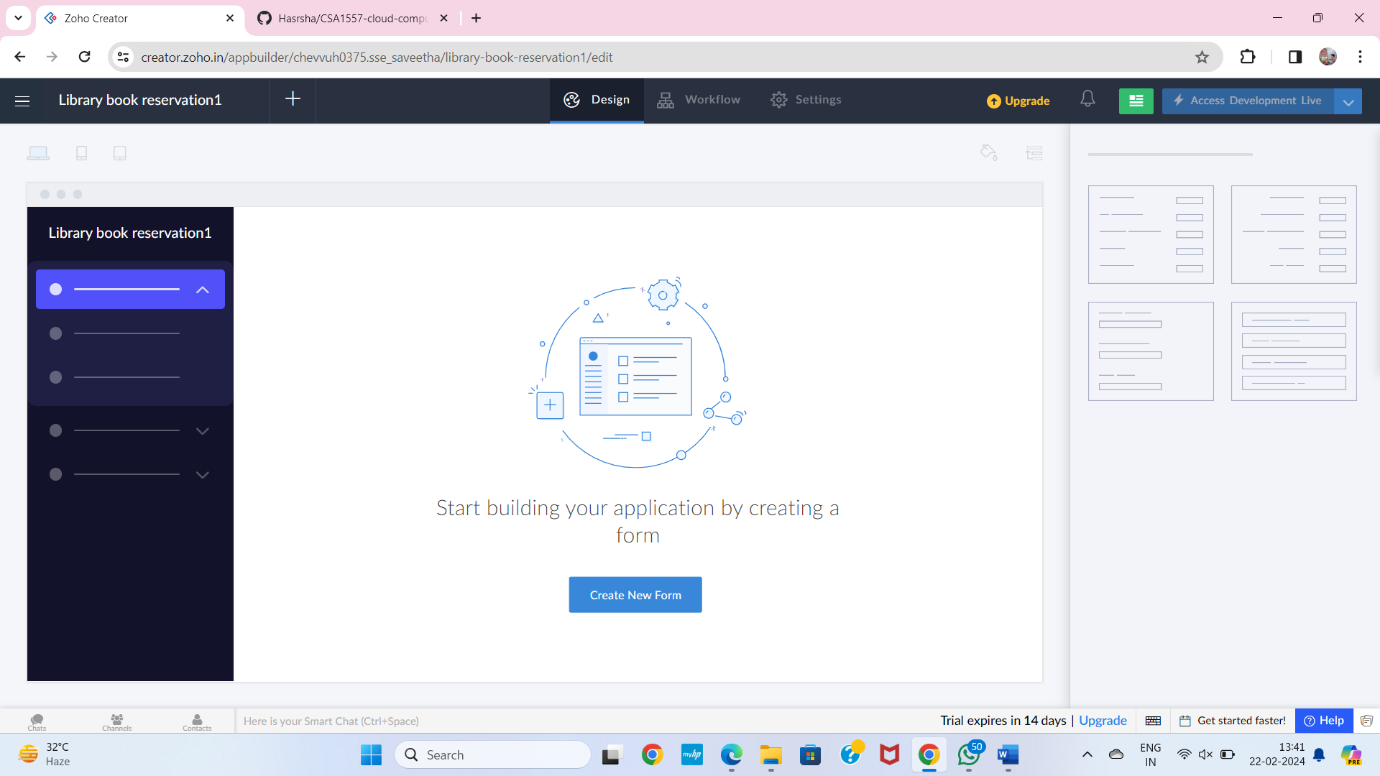 Zoho Creator
Hasrsha/CSA1557-cloud-compu
creator.zoho.in/appbuilder/chevvuh0375.sse_saveetha/library-book-reservation1/edit
Library book reservation1
Design
Workflow
Settings
Upgrade
Access Development Live
Library book reservation1
Start building your application by creating a
form
Create New Form
Chats
Channels
Contacts
Here is your Smart Chat (Ctrl+Space)
Trial expires in 14 days | Upgrade
Get started faster!
Help
32°C
Haze
Search
myhp
50
ENG
IN
13:41
22-02-2024
PRE